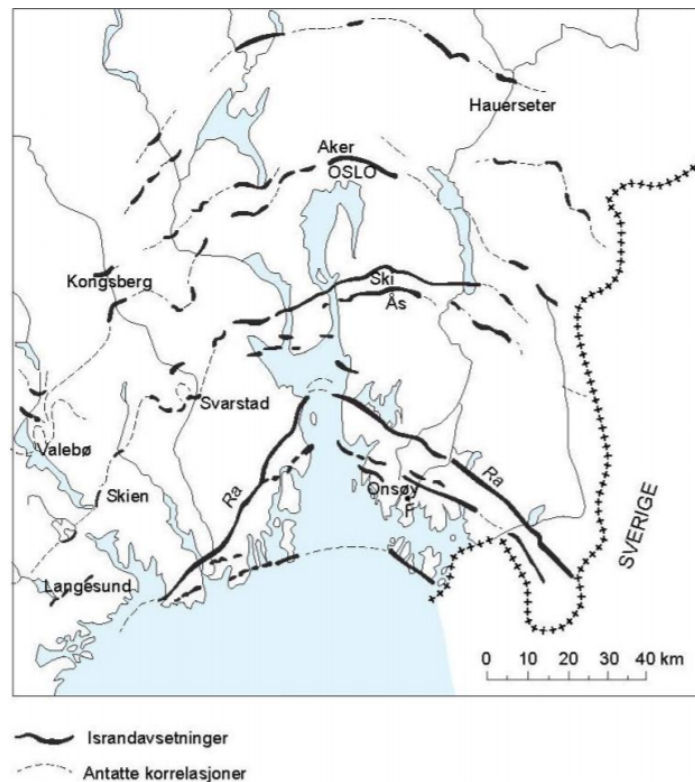 Hauerseter
Aker
OSLO
Kongsberg
Ski
Ås
Svarstad
Valebø
Skien
Ra
Ra
Onsøy
F
SVERIGE
Langesund
0 10 20 30 40 km
Israndavsetninger
Antatte korrelasjoner